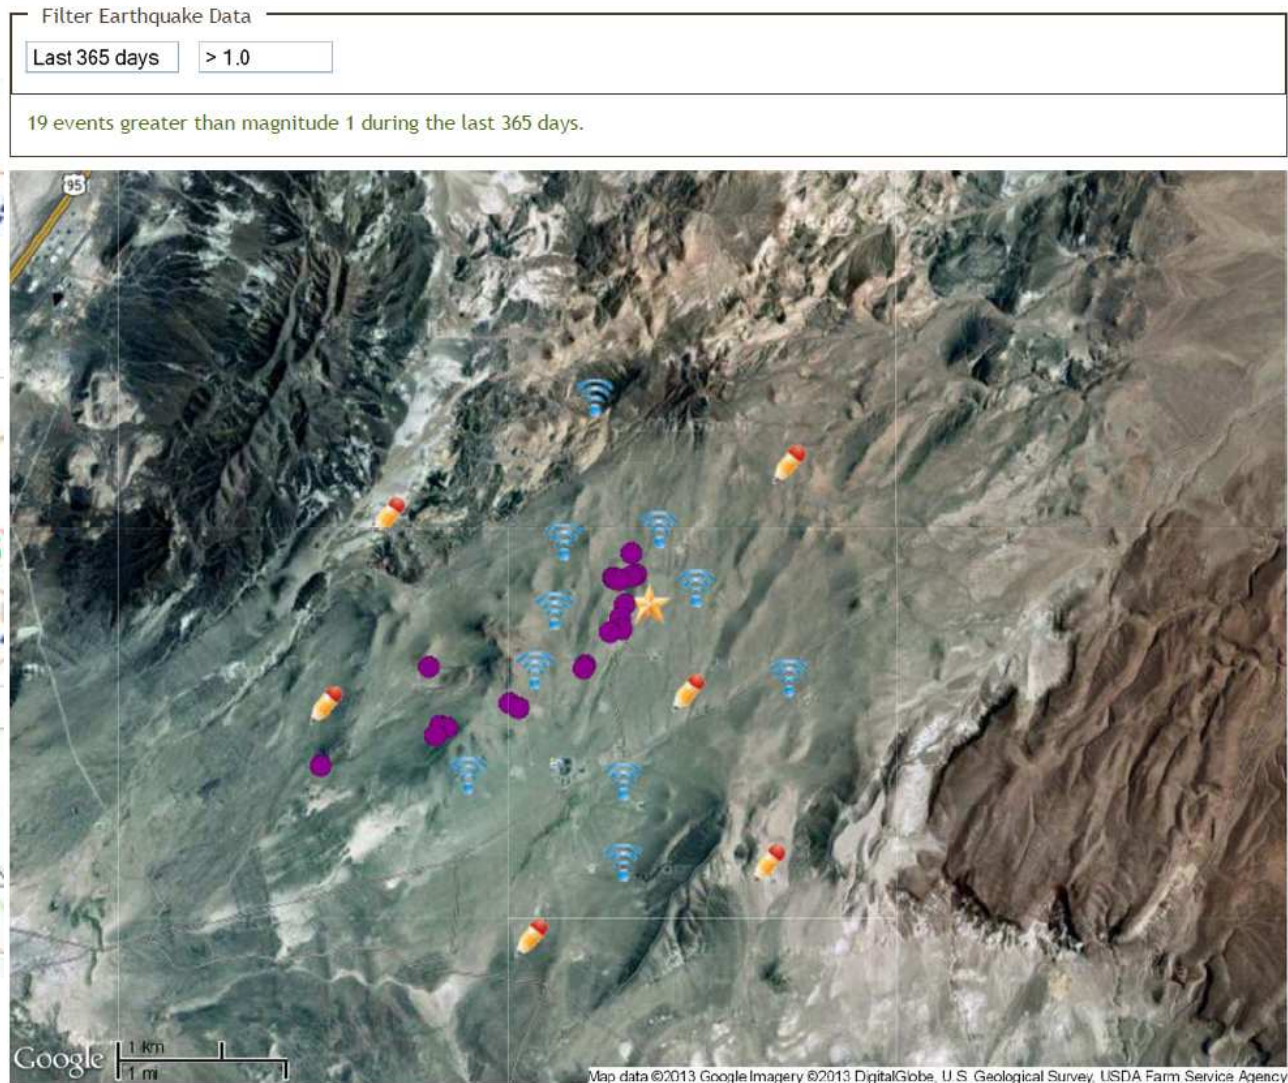 Filter Earthquake Data
Last 365 days > 1.0
19 events greater than magnitude 1 during the last 365 days.
95
1 km
Google
1 mi
Map data ©2013 Google Imagery ©2013 DigitalGlobe, U.S. Geological Survey, USDA Farm Service Agency